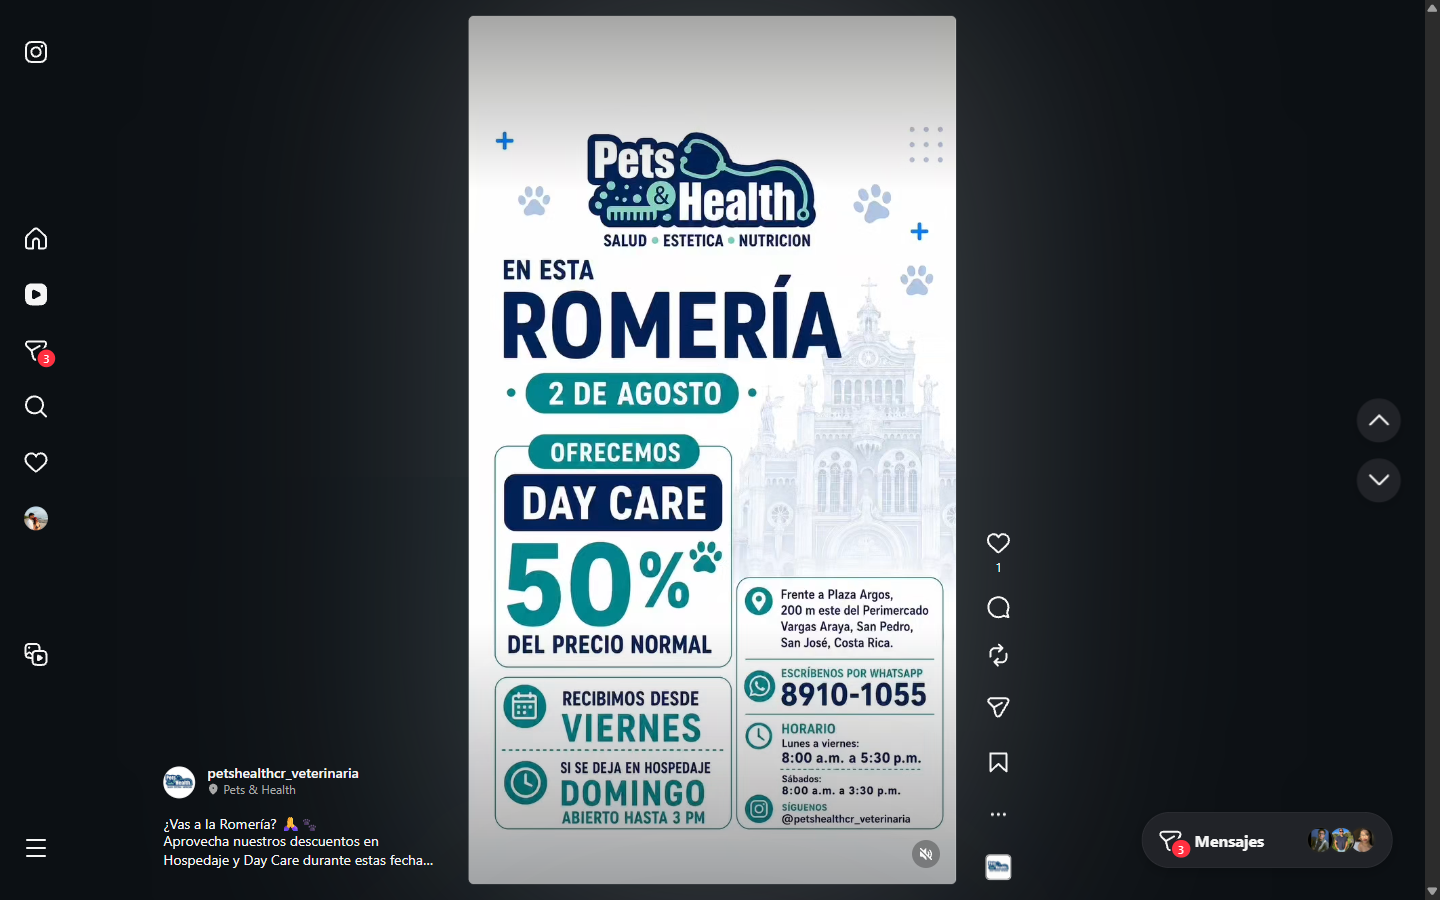 Pets
& Health
SALUD • ESTETICA • NUTRICION
EN ESTA
ROMERÍA
• 2 DE AGOSTO •
OFRECEMOS
DAY CARE
50%
DEL PRECIO NORMAL
RECIBIMOS DESDE
VIERNES
SI SE DEJA EN HOSPEDAJE
DOMINGO
ABIERTO HASTA 3 PM
Frente a Plaza Argos,
200 m este del Perimercado
Vargas Araya, San Pedro,
San José, Costa Rica.
ESCRÍBENOS POR WHATSAPP
8910-1055
HORARIO
Lunes a viernes:
8:00 a.m. a 5:30 p.m.
Sábados:
8:00 a.m. a 3:30 p.m.
SÍGUENOS
@petshealthcr_veterinaria
3
petshealthcr_veterinaria
Pets & Health
¿Vas a la Romería? 🙏🐾
Aprovecha nuestros descuentos en
Hospedaje y Day Care durante estas fecha...
1
3
Mensajes